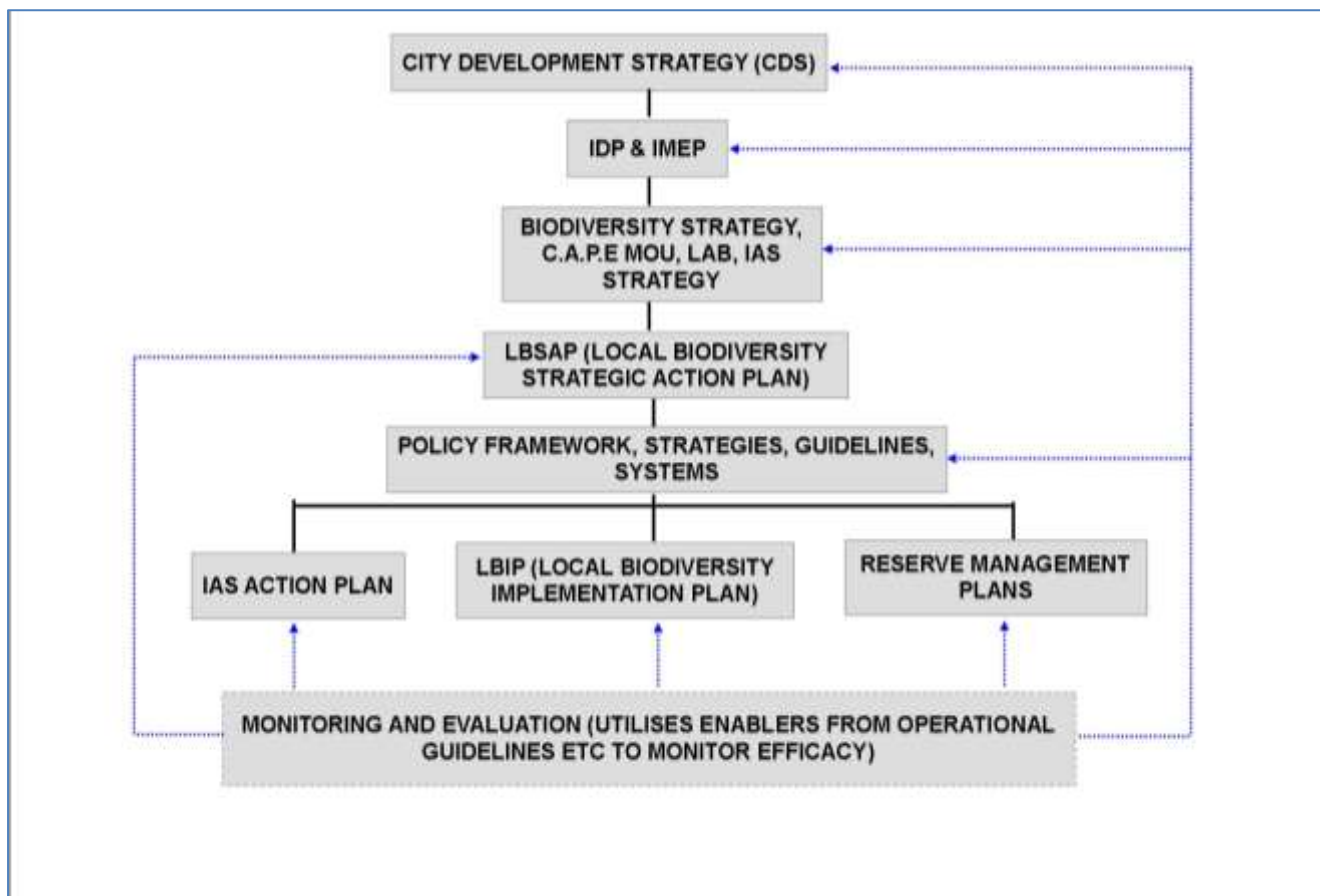 CITY DEVELOPMENT STRATEGY (CDS)
IDP & IMEP
BIODIVERSITY STRATEGY,
C.A.P.E MOU, LAB, IAS
STRATEGY
LBSAP (LOCAL BIODIVERSITY
STRATEGIC ACTION PLAN)
POLICY FRAMEWORK, STRATEGIES, GUIDELINES,
SYSTEMS
IAS ACTION PLAN
LBIP (LOCAL BIODIVERSITY
IMPLEMENTATION PLAN)
RESERVE MANAGEMENT
PLANS
MONITORING AND EVALUATION (UTILISES ENABLERS FROM OPERATIONAL
GUIDELINES ETC TO MONITOR EFFICACY)